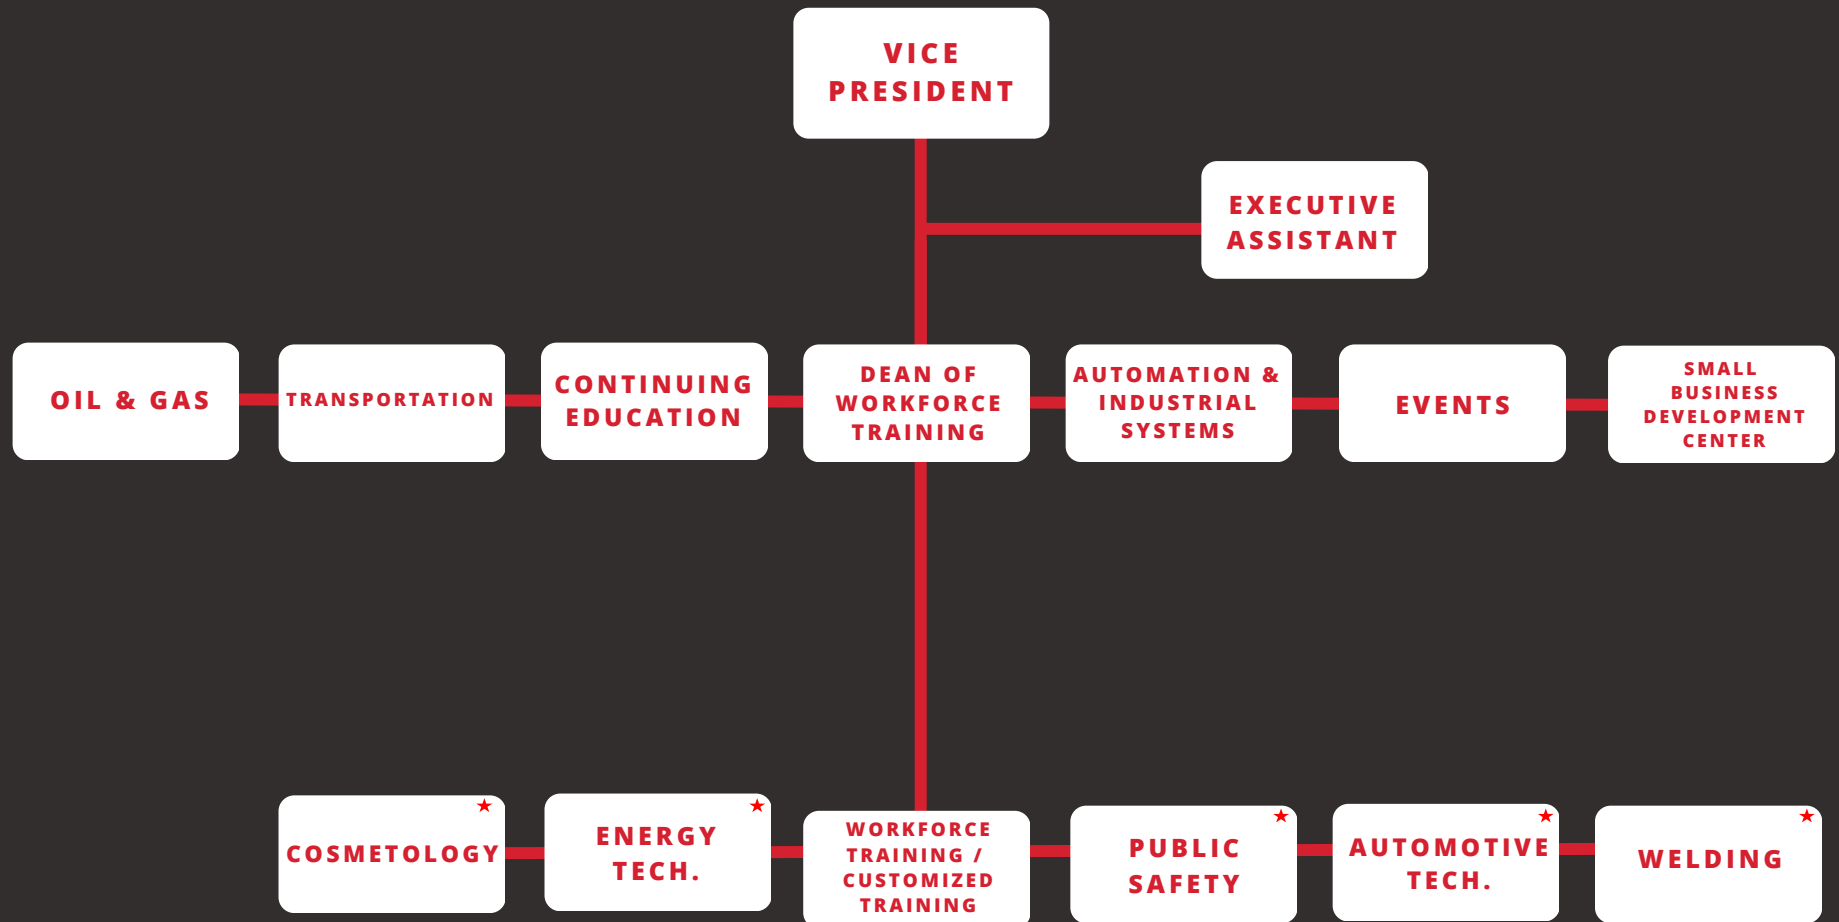 VICE
PRESIDENT
EXECUTIVE
ASSISTANT
OIL & GAS
TRANSPORTATION
CONTINUING
EDUCATION
DEAN OF
WORKFORCE
TRAINING
AUTOMATION &
INDUSTRIAL
SYSTEMS
EVENTS
SMALL
BUSINESS
DEVELOPMENT
CENTER
COSMETOLOGY
ENERGY
TECH.
WORKFORCE
TRAINING /
CUSTOMIZED
TRAINING
PUBLIC
SAFETY
AUTOMOTIVE
TECH.
WELDING